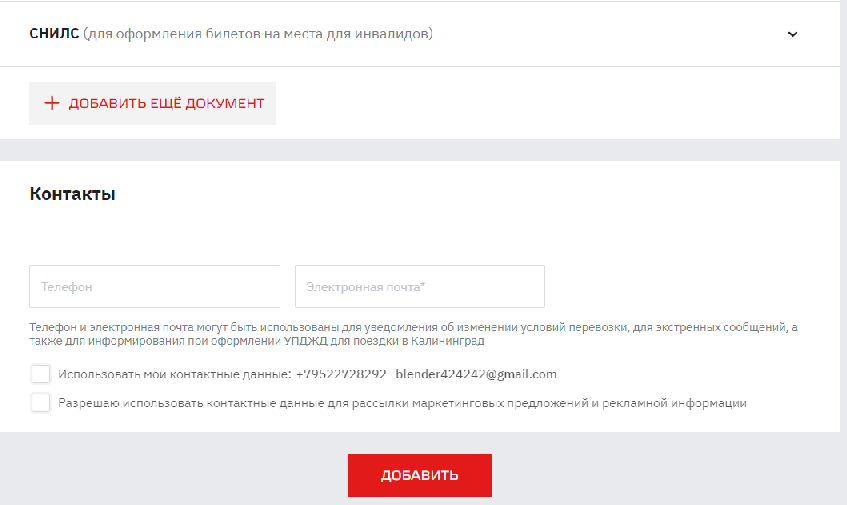 СНИЛС (для оформления билетов на места для инвалидов)
ДОБАВИТЬ ЕЩЁ ДОКУМЕНТ
Контакты
Телефон
Электронная почта*
Телефон и электронная почта могут быть использованы для уведомления об изменении условий перевозки, для экстренных сообщений, а
также для информирования при оформлении УПДЖД для поездки в Калининград
Использовать мои контактные данные: +79522728292 blender424242@gmail.com
Разрешаю использовать контактные данные для рассылки маркетинговых предложений и рекламной информации
ДОБАВИТЬ